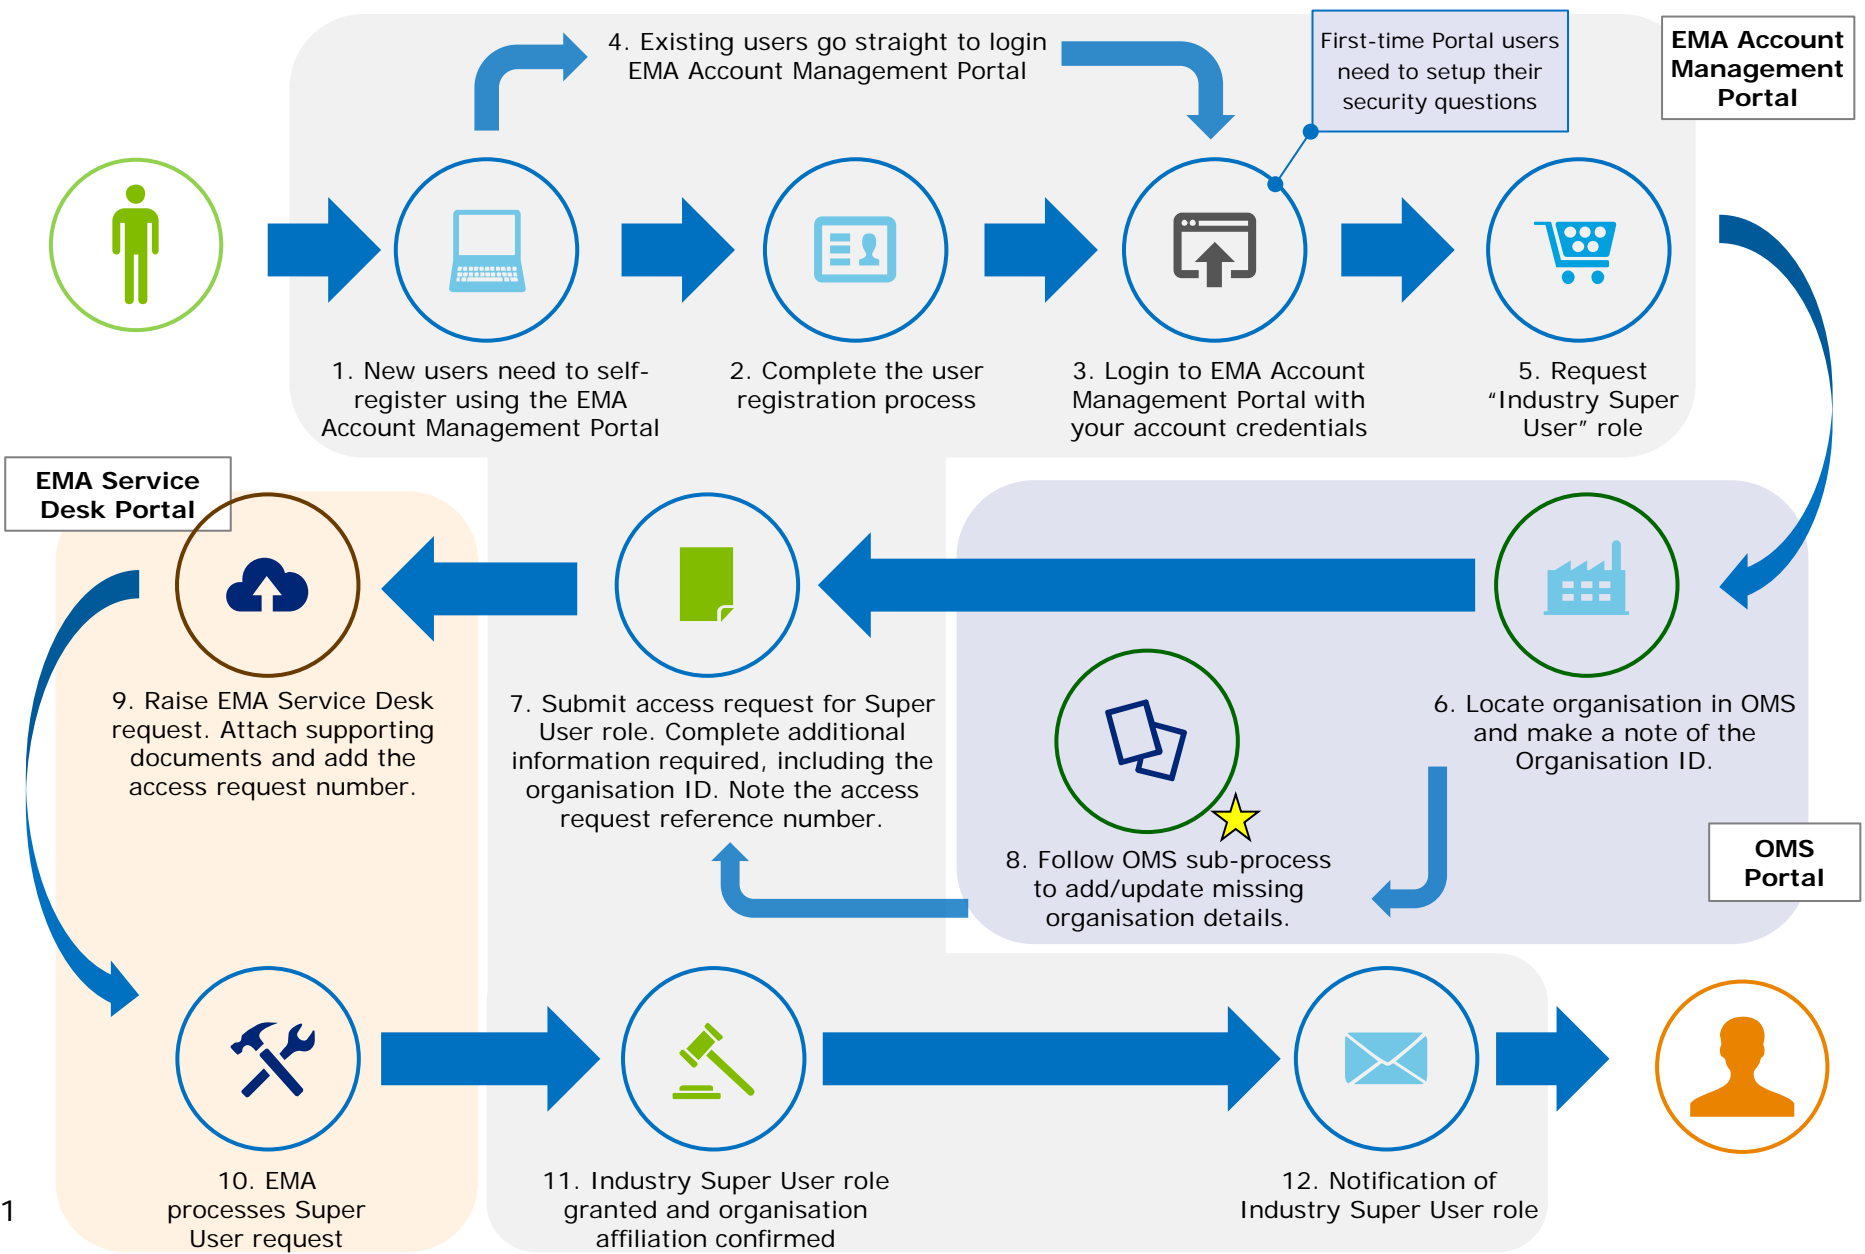 4. Existing users go straight to login
EMA Account Management Portal
First-time Portal users
need to setup their
security questions
EMA Account
Management
Portal
1. New users need to self-
register using the EMA
Account Management Portal
2. Complete the user
registration process
3. Login to EMA Account
Management Portal with
your account credentials
5. Request
“Industry Super
User” role
EMA Service
Desk Portal
9. Raise EMA Service Desk
request. Attach supporting
documents and add the
access request number.
7. Submit access request for Super
User role. Complete additional
information required, including the
organisation ID. Note the access
request reference number.
6. Locate organisation in OMS
and make a note of the
Organisation ID.
8. Follow OMS sub-process
to add/update missing
organisation details.
OMS
Portal
10. EMA
processes Super
User request
11. Industry Super User role
granted and organisation
affiliation confirmed
12. Notification of
Industry Super User role
1